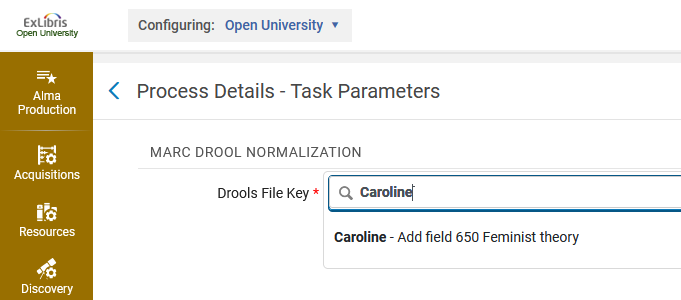 ExLibris
Open University
Configuring: Open University
Alma
Production
Process Details - Task Parameters
Acquisitions
MARC DROOL NORMALIZATION
Drools File Key * Caroline
Resources
Caroline - Add field 650 Feminist theory
Discovery